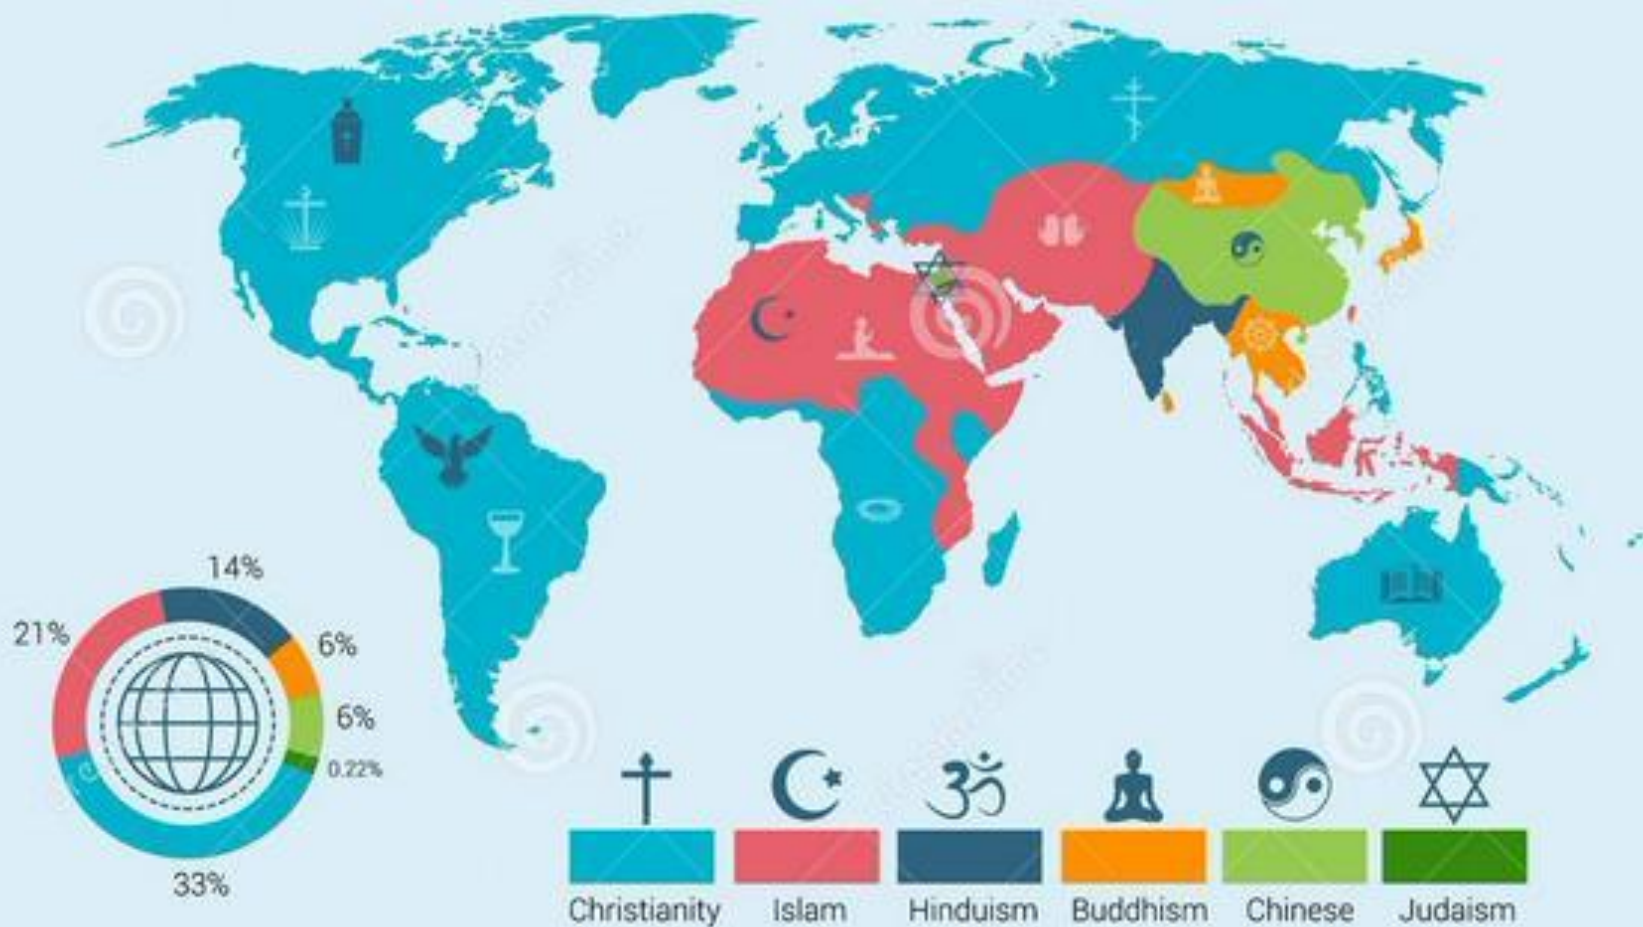 14%
21%
6%
6%
0.22%
33%
Christianity
Islam
Hinduism
Buddhism
Chinese
Judaism